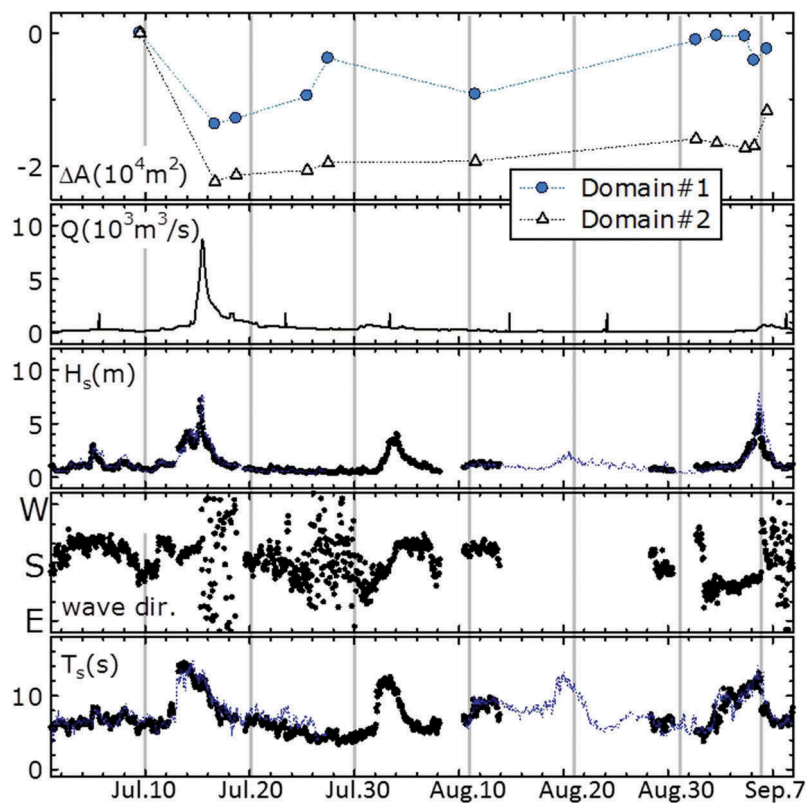 0
-2
ΔA(10⁴m²)
Domain#1
Domain#2
10
5
0
Q(10³m³/s)
10
5
0
Hₛ(m)
W
S
E
wave dir.
10
0
Tₛ(s)
Jul.10 Jul.20 Jul.30 Aug.10 Aug.20 Aug.30 Sep.7